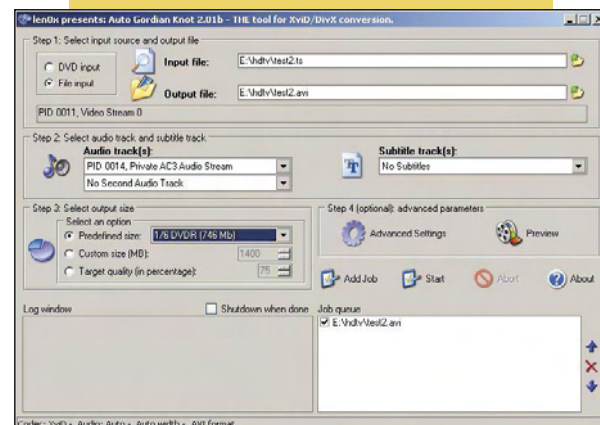 len0x presents: Auto Gordian Knot 2.01b - THE tool for XviD/DivX conversion.
Step 1: Select input source and output file
DVD input
File input
Input file:
E:\hdtv\test2.ts
Output file:
E:\hdtv\test2.avi
PID 0011, Video Stream 0
Step 2: Select audio track and subtitle track
Audio track(s):
PID 0014, Private AC3 Audio Stream
No Second Audio Track
Subtitle track(s):
No Subtitles
Step 3: Select output size
Select an option
Predefined size:
1/6 DVDR (746 Mb)
Custom size (MB):
1400
Target quality (in percentage):
75
Step 4 (optional): advanced parameters
Advanced Settings
Preview
Add Job
Start
Abort
About
Log window
Shutdown when done
Job queue
E:\hdtv\test2.avi
Codec: XviD - Audio: Auto - Auto width - AVI format